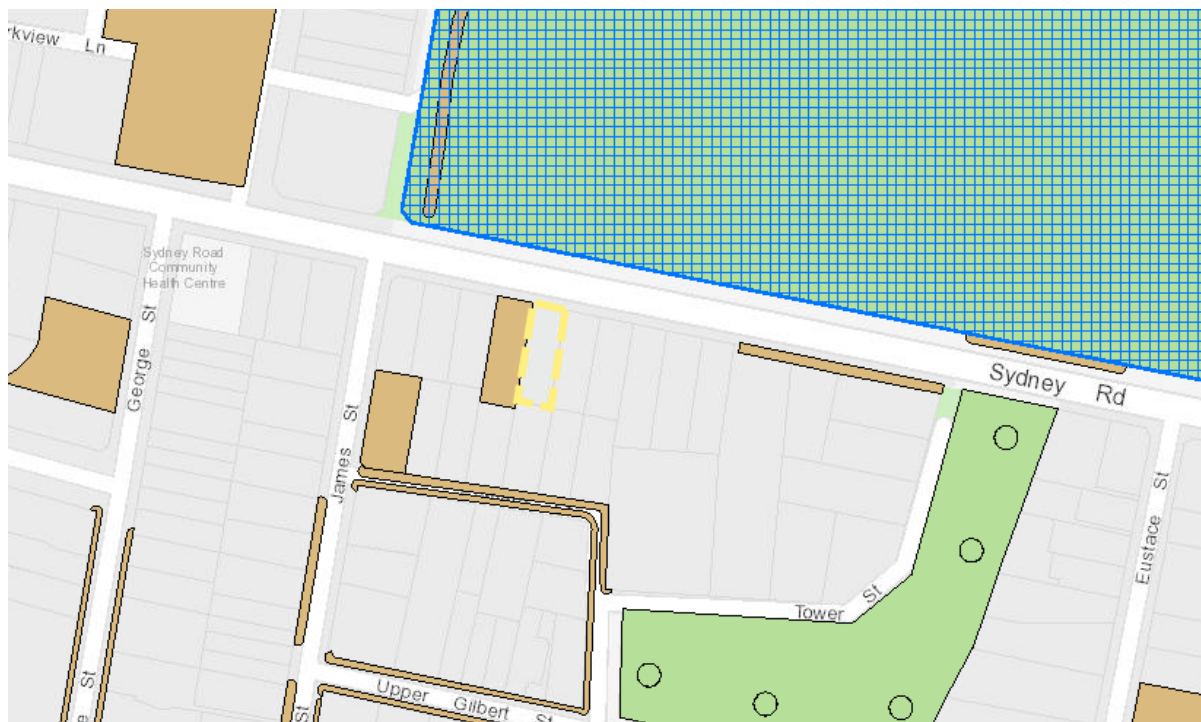 rkview Ln
Sydney Road
Community
Health Centre
George St
James St
Sydney Rd
Eustace St
Tower St
Upper Gilbert St
e St
St